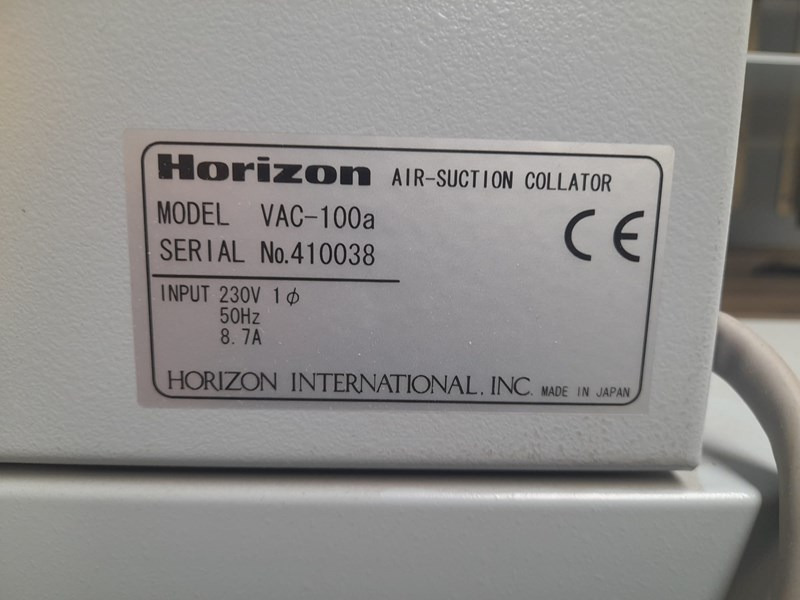 Horizon AIR-SUCTION COLLATOR
MODEL VAC-100a
SERIAL No.410038
CE
INPUT 230V 1φ
50Hz
8.7A
HORIZON INTERNATIONAL, INC. MADE IN JAPAN